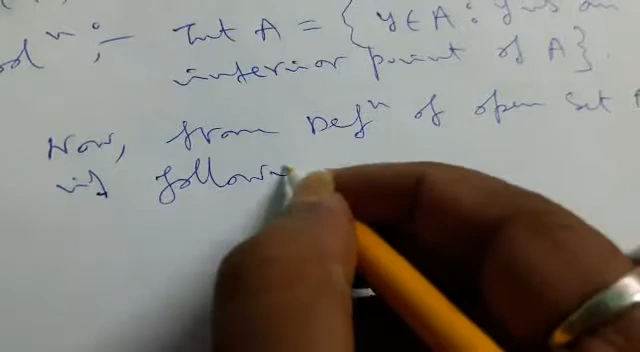 ⁿ :— Int A = { y ∈ A : y is an
interior point of A}.
Now, from Defⁿ of open set
it follows